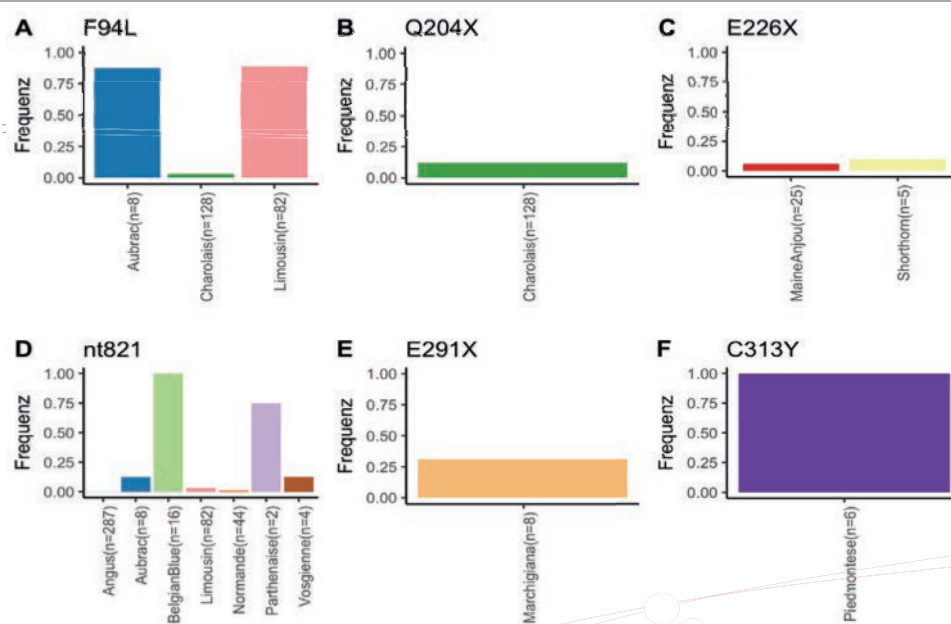 A F94L
Frequenz
1.00
0.75
0.50
0.25
0.00
Aubrac(n=8)
Charolais(n=128)
Limousin(n=82)
B Q204X
Frequenz
1.00
0.75
0.50
0.25
0.00
Charolais(n=128)
C E226X
Frequenz
1.00
0.75
0.50
0.25
0.00
MaineAnjou(n=25)
Shorthorn(n=5)
D nt821
Frequenz
1.00
0.75
0.50
0.25
0.00
Angus(n=287)
Aubrac(n=8)
BelgianBlue(n=16)
Limousin(n=82)
Normande(n=44)
Parthenaise(n=2)
Vosgienne(n=4)
E E291X
Frequenz
1.00
0.75
0.50
0.25
0.00
Marchigiana(n=8)
F C313Y
Frequenz
1.00
0.75
0.50
0.25
0.00
Piedmontese(n=6)